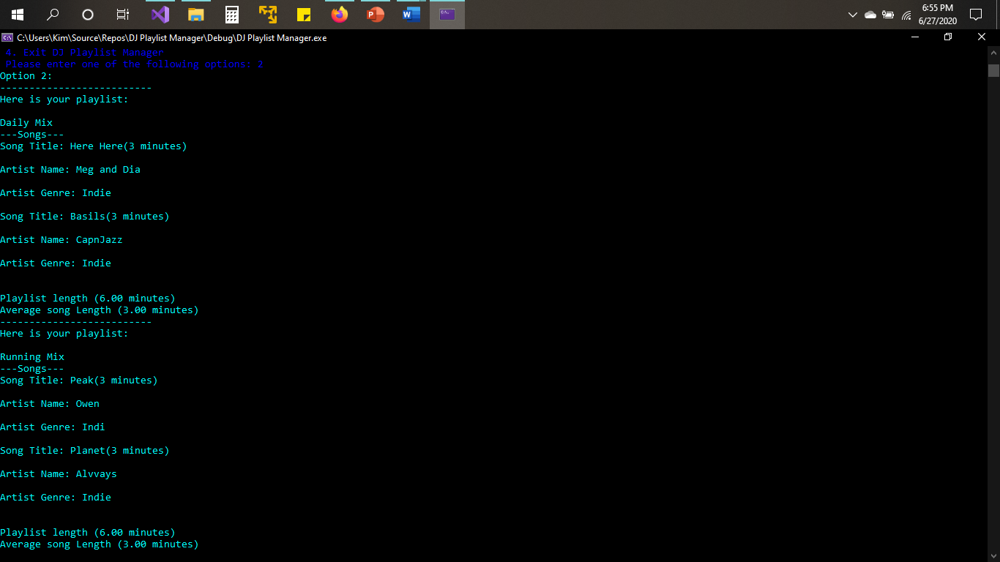 6:55 PM
6/27/2020
C:\Users\Kim\Source\Repos\DJ Playlist Manager\Debug\DJ Playlist Manager.exe
4. Exit DJ Playlist Manager
Please enter one of the following options: 2
Option 2:
--------------------------
Here is your playlist:
Daily Mix
---Songs---
Song Title: Here Here(3 minutes)
Artist Name: Meg and Dia
Artist Genre: Indie
Song Title: Basils(3 minutes)
Artist Name: CapnJazz
Artist Genre: Indie
Playlist length (6.00 minutes)
Average song Length (3.00 minutes)
--------------------------
Here is your playlist:
Running Mix
---Songs---
Song Title: Peak(3 minutes)
Artist Name: Owen
Artist Genre: Indi
Song Title: Planet(3 minutes)
Artist Name: Alvvays
Artist Genre: Indie
Playlist length (6.00 minutes)
Average song Length (3.00 minutes)